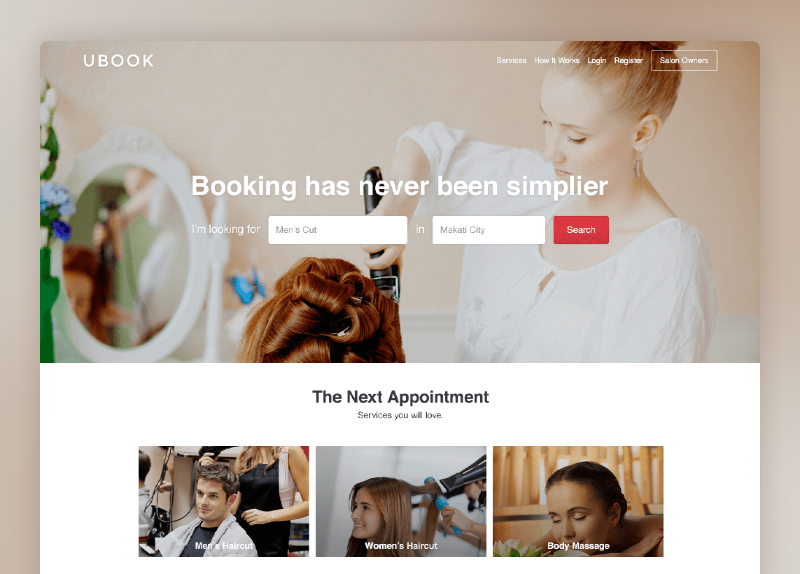 UBOOK
Services How It Works Login Register Salon Owners
Booking has never been simplier
I'm looking for Men's Cut in Makati City Search
The Next Appointment
Services you will love.
Men's Haircut Women's Haircut Body Massage